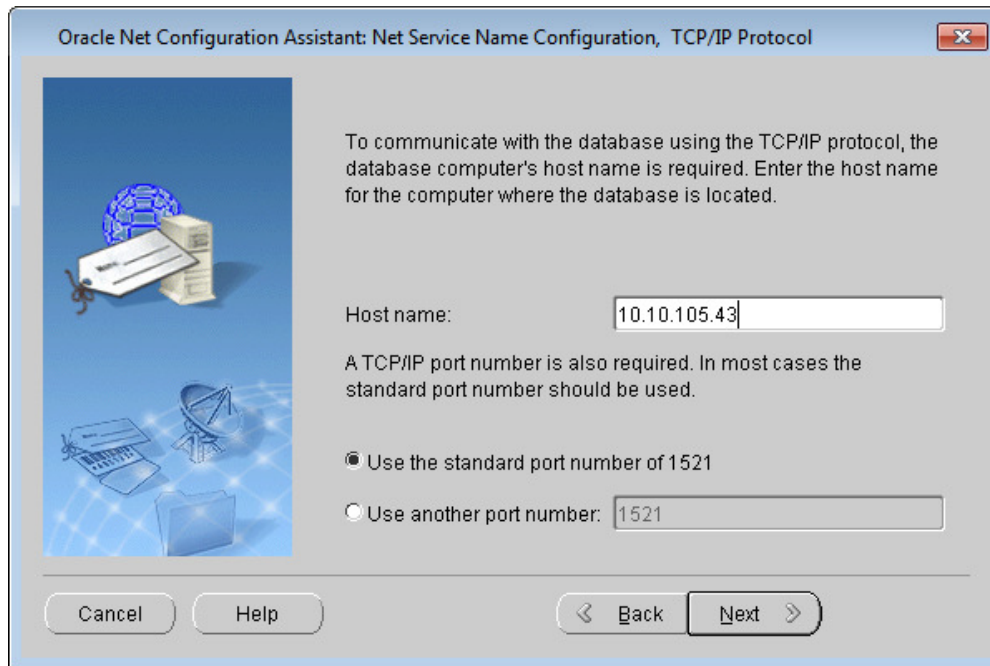 Oracle Net Configuration Assistant: Net Service Name Configuration, TCP/IP Protocol
To communicate with the database using the TCP/IP protocol, the
database computer's host name is required. Enter the host name
for the computer where the database is located.
Host name: 10.10.105.43
A TCP/IP port number is also required. In most cases the
standard port number should be used.
Use the standard port number of 1521
Use another port number: 1521
Cancel Help Back Next